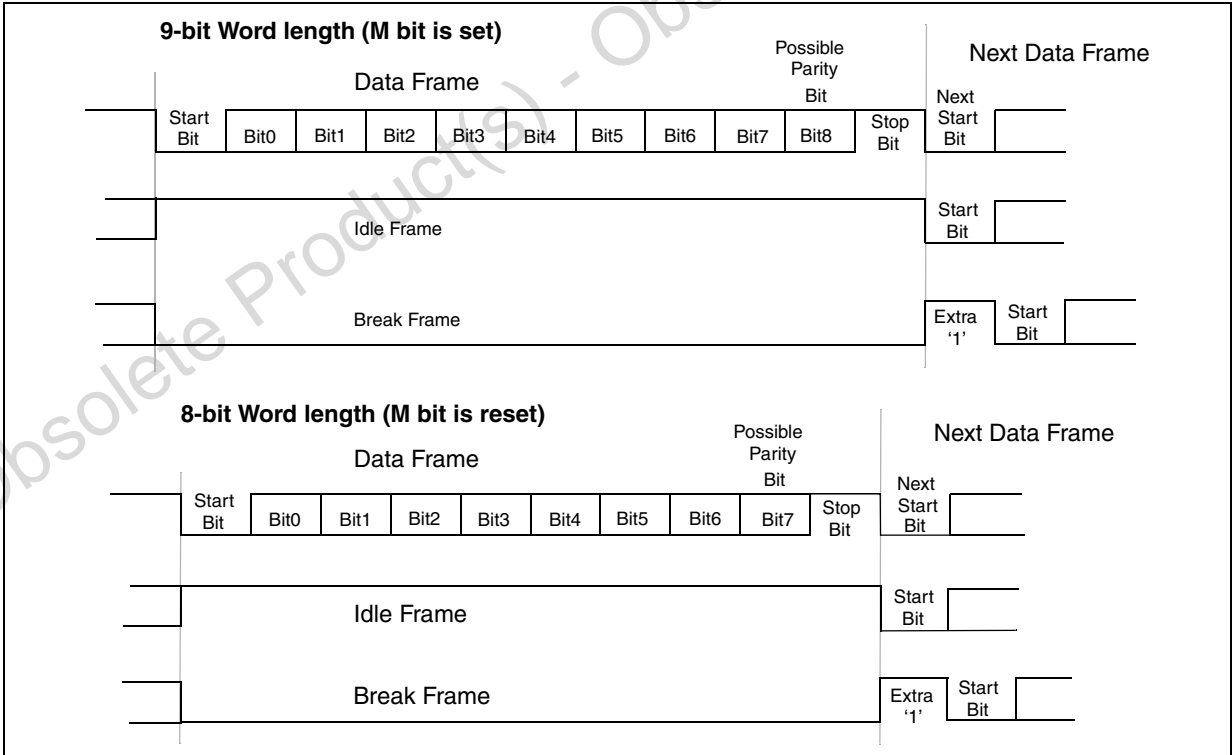 9-bit Word length (M bit is set)
Data Frame
Possible
Parity
Bit
Next Data Frame
Start
Bit
Bit0
Bit1
Bit2
Bit3
Bit4
Bit5
Bit6
Bit7
Bit8
Stop
Bit
Next
Start
Bit
Idle Frame
Start
Bit
Break Frame
Extra
‘1’
Start
Bit
8-bit Word length (M bit is reset)
Data Frame
Possible
Parity
Bit
Next Data Frame
Start
Bit
Bit0
Bit1
Bit2
Bit3
Bit4
Bit5
Bit6
Bit7
Stop
Bit
Next
Start
Bit
Idle Frame
Start
Bit
Break Frame
Extra
‘1’
Start
Bit
Obsolete Product(s) - Obs